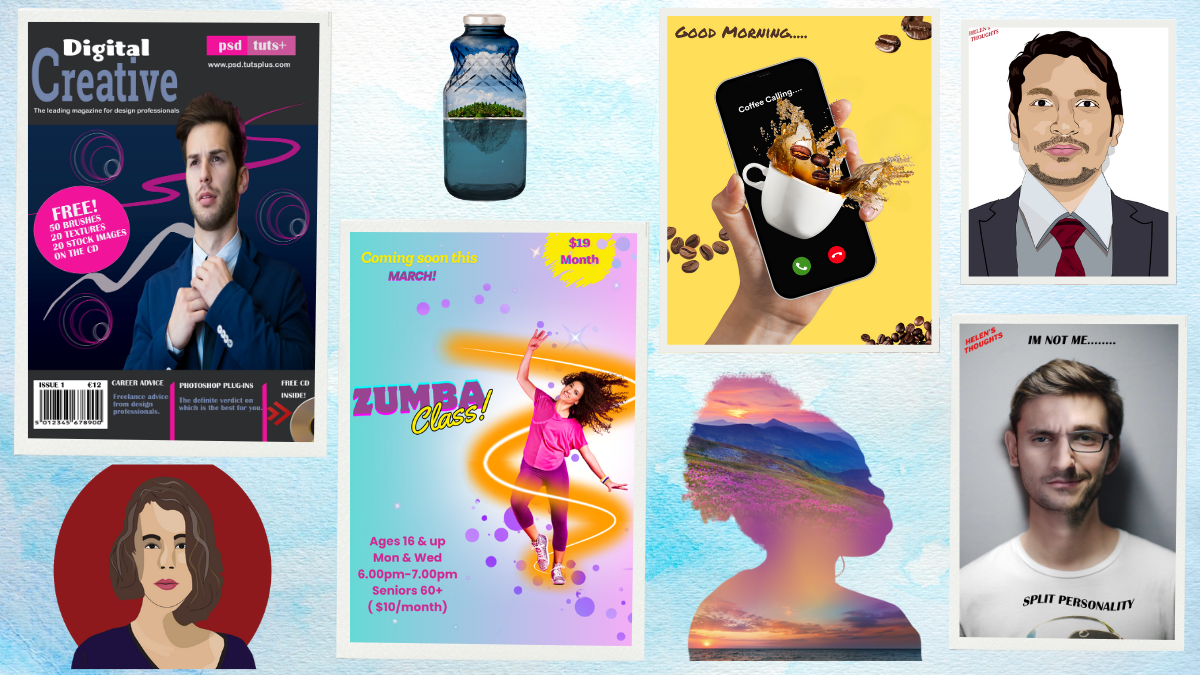 Digital
Creative
The leading magazine for design professionals
psd tuts+
www.psd.tutsplus.com
FREE!
50 BRUSHES
20 TEXTURES
20 STOCK IMAGES
ON THE CD
ISSUE 1 €12
5 012345 678900
CAREER ADVICE
Freelance advice
from design
professionals.
PHOTOSHOP PLUG-INS
The definite verdict on
which is the best for you.
FREE CD
INSIDE!
Coming soon this
MARCH!
$19
Month
ZUMBA
Class!
Ages 16 & up
Mon & Wed
6.00pm-7.00pm
Seniors 60+
( $10/month)
GOOD MORNING.....
Coffee Calling....
HELEN'S
THOUGHTS
HELEN'S
THOUGHTS
IM NOT ME........
SPLIT PERSONALITY